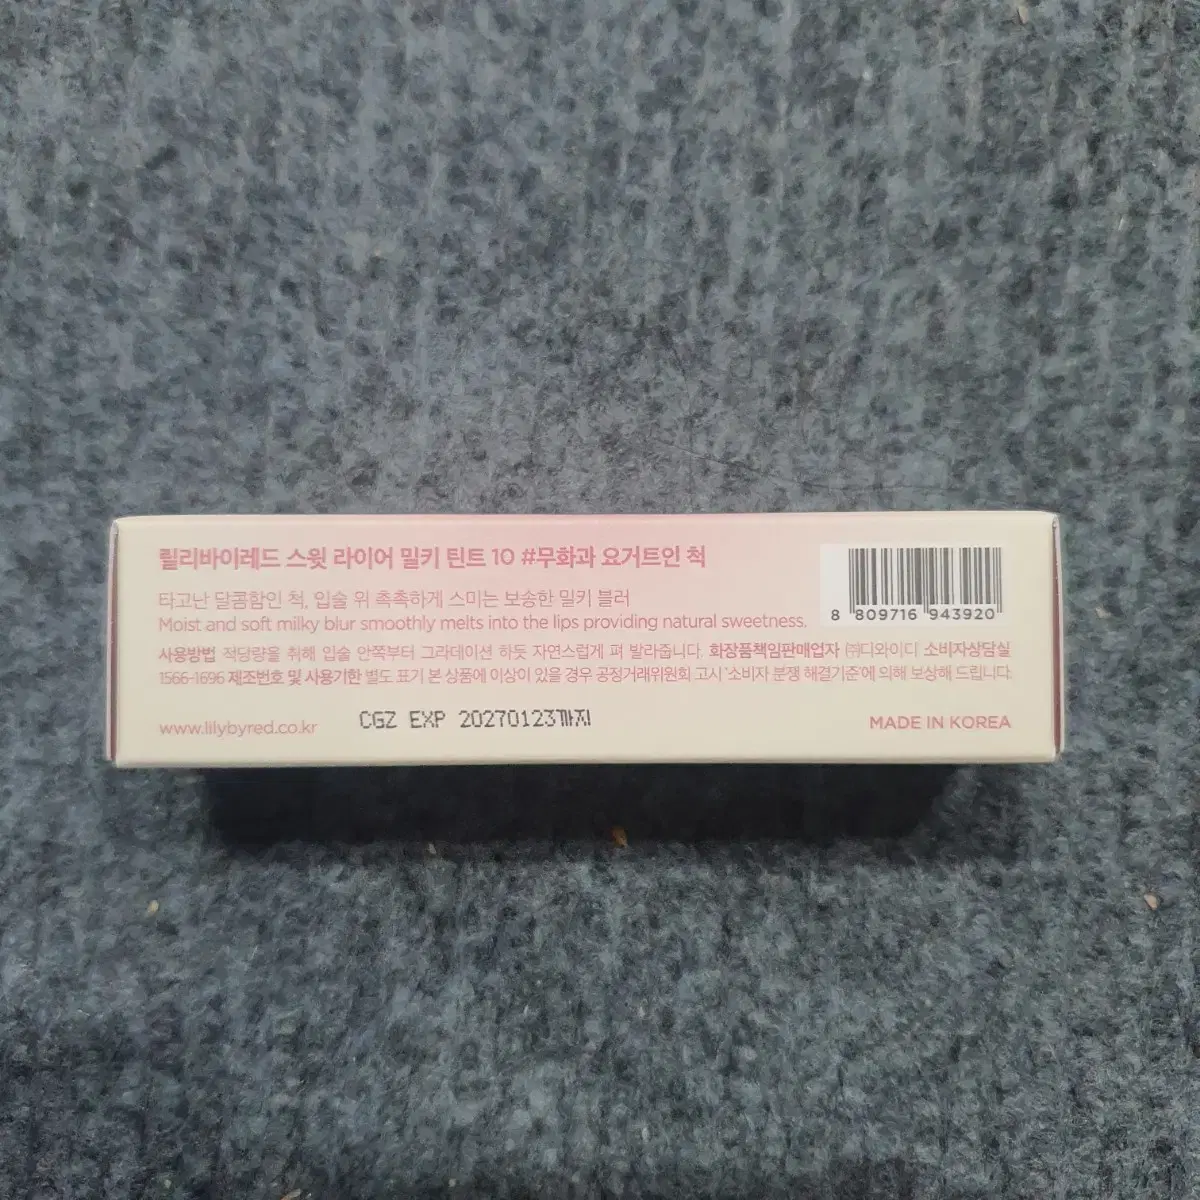 릴리바이레드 스윗 라이어 밀키 틴트 10 #무화과 요거트인 척
타고난 달콤함인 척, 입술 위 촉촉하게 스미는 보송한 밀키 블러
Moist and soft milky blur smoothly melts into the lips providing natural sweetness.
8 809716 943920
사용방법 적당량을 취해 입술 안쪽부터 그라데이션 하듯 자연스럽게 펴 발라줍니다. 화장품책임판매업자 ㈜디와이디 소비자상담실
1566-1696 제조번호 및 사용기한 별도 표기 본 상품에 이상이 있을 경우 공정거래위원회 고시 '소비자 분쟁 해결기준'에 의해 보상해 드립니다.
www.lilybyred.co.kr
CGZ EXP 20270123까지
MADE IN KOREA